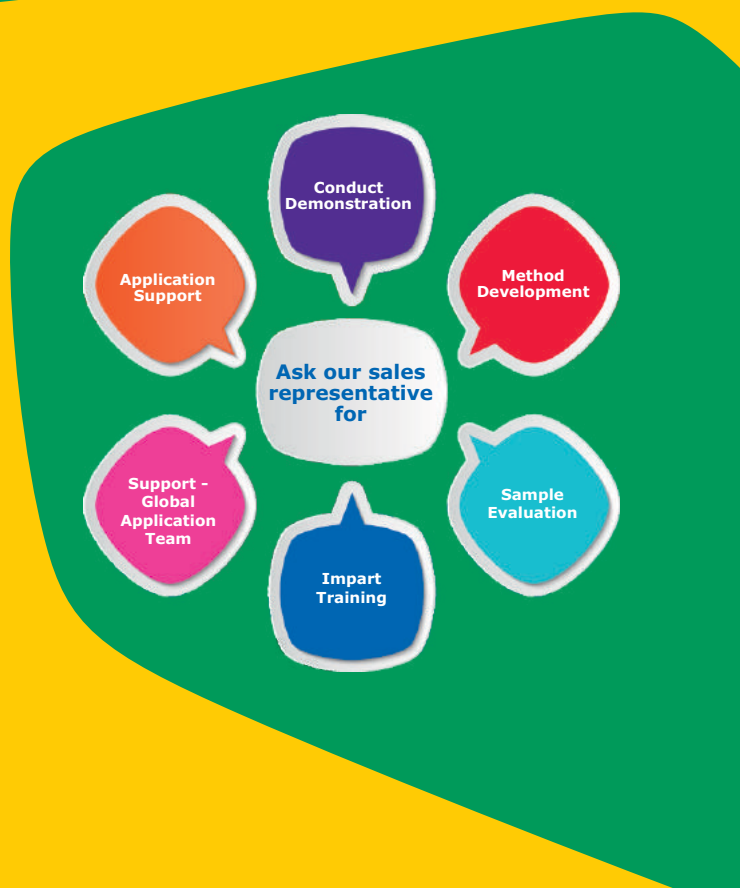 Conduct
Demonstration
Application
Support
Method
Development
Ask our sales
representative
for
Support –
Global
Application
Team
Sample
Evaluation
Impart
Training